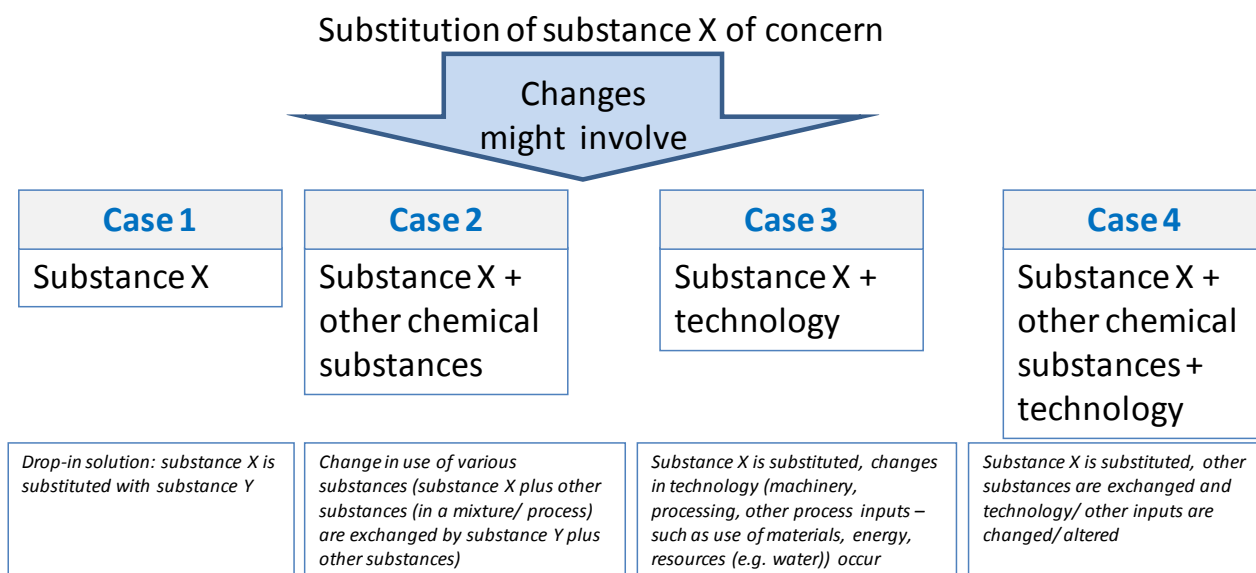 Substitution of substance X of concern
Changes
might involve
Case 1
Substance X
Case 2
Substance X +
other chemical
substances
Case 3
Substance X +
technology
Case 4
Substance X +
other chemical
substances +
technology
Drop-in solution: substance X is
substituted with substance Y
Change in use of various
substances (substance X plus other
substances (in a mixture/ process)
are exchanged by substance Y plus
other substances)
Substance X is substituted, changes
in technology (machinery,
processing, other process inputs –
such as use of materials, energy,
resources (e.g. water)) occur
Substance X is substituted, other
substances are exchanged and
technology/ other inputs are
changed/ altered